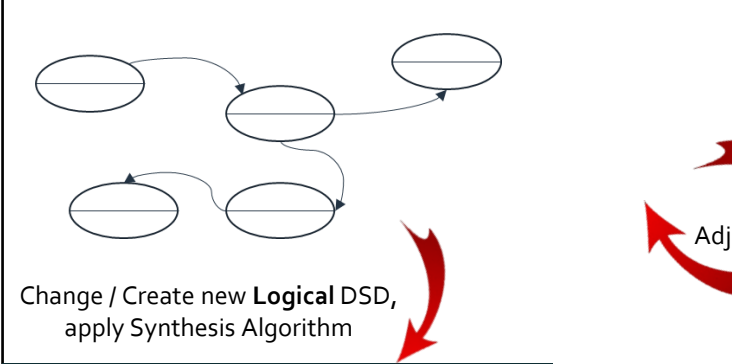 Adj
Change / Create new Logical DSD,
apply Synthesis Algorithm